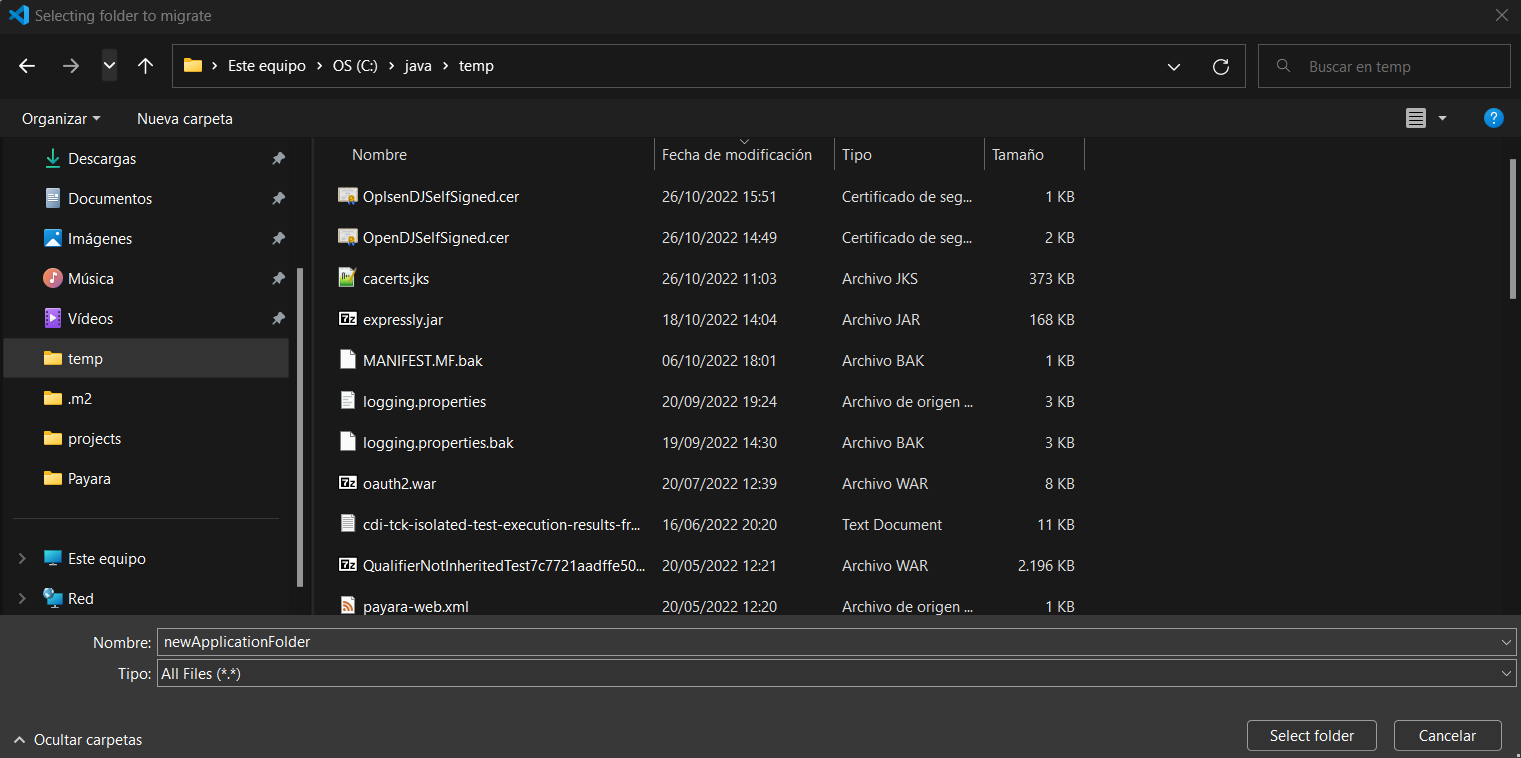 Selecting folder to migrate
Este equipo OS (C:) java temp
Buscar en temp
Organizar Nueva carpeta
?
Descargas
Documentos
Imágenes
Música
Vídeos
temp
.m2
projects
Payara
Este equipo
Red
Nombre Fecha de modificación Tipo Tamaño
OpIsenDJSelfSigned.cer 26/10/2022 15:51 Certificado de seg... 1 KB
OpenDJSelfSigned.cer 26/10/2022 14:49 Certificado de seg... 2 KB
cacerts.jks 26/10/2022 11:03 Archivo JKS 373 KB
7z expressly.jar 18/10/2022 14:04 Archivo JAR 168 KB
MANIFEST.MF.bak 06/10/2022 18:01 Archivo BAK 1 KB
logging.properties 20/09/2022 19:24 Archivo de origen ... 3 KB
logging.properties.bak 19/09/2022 14:30 Archivo BAK 3 KB
7z oauth2.war 20/07/2022 12:39 Archivo WAR 8 KB
cdi-tck-isolated-test-execution-results-fr... 16/06/2022 20:20 Text Document 11 KB
7z QualifierNotInheritedTest7c7721aadffe50... 20/05/2022 12:21 Archivo WAR 2.196 KB
payara-web.xml 20/05/2022 12:20 Archivo de origen ... 1 KB
Nombre: newApplicationFolder
Tipo: All Files (*.*)
Ocultar carpetas
Select folder Cancelar